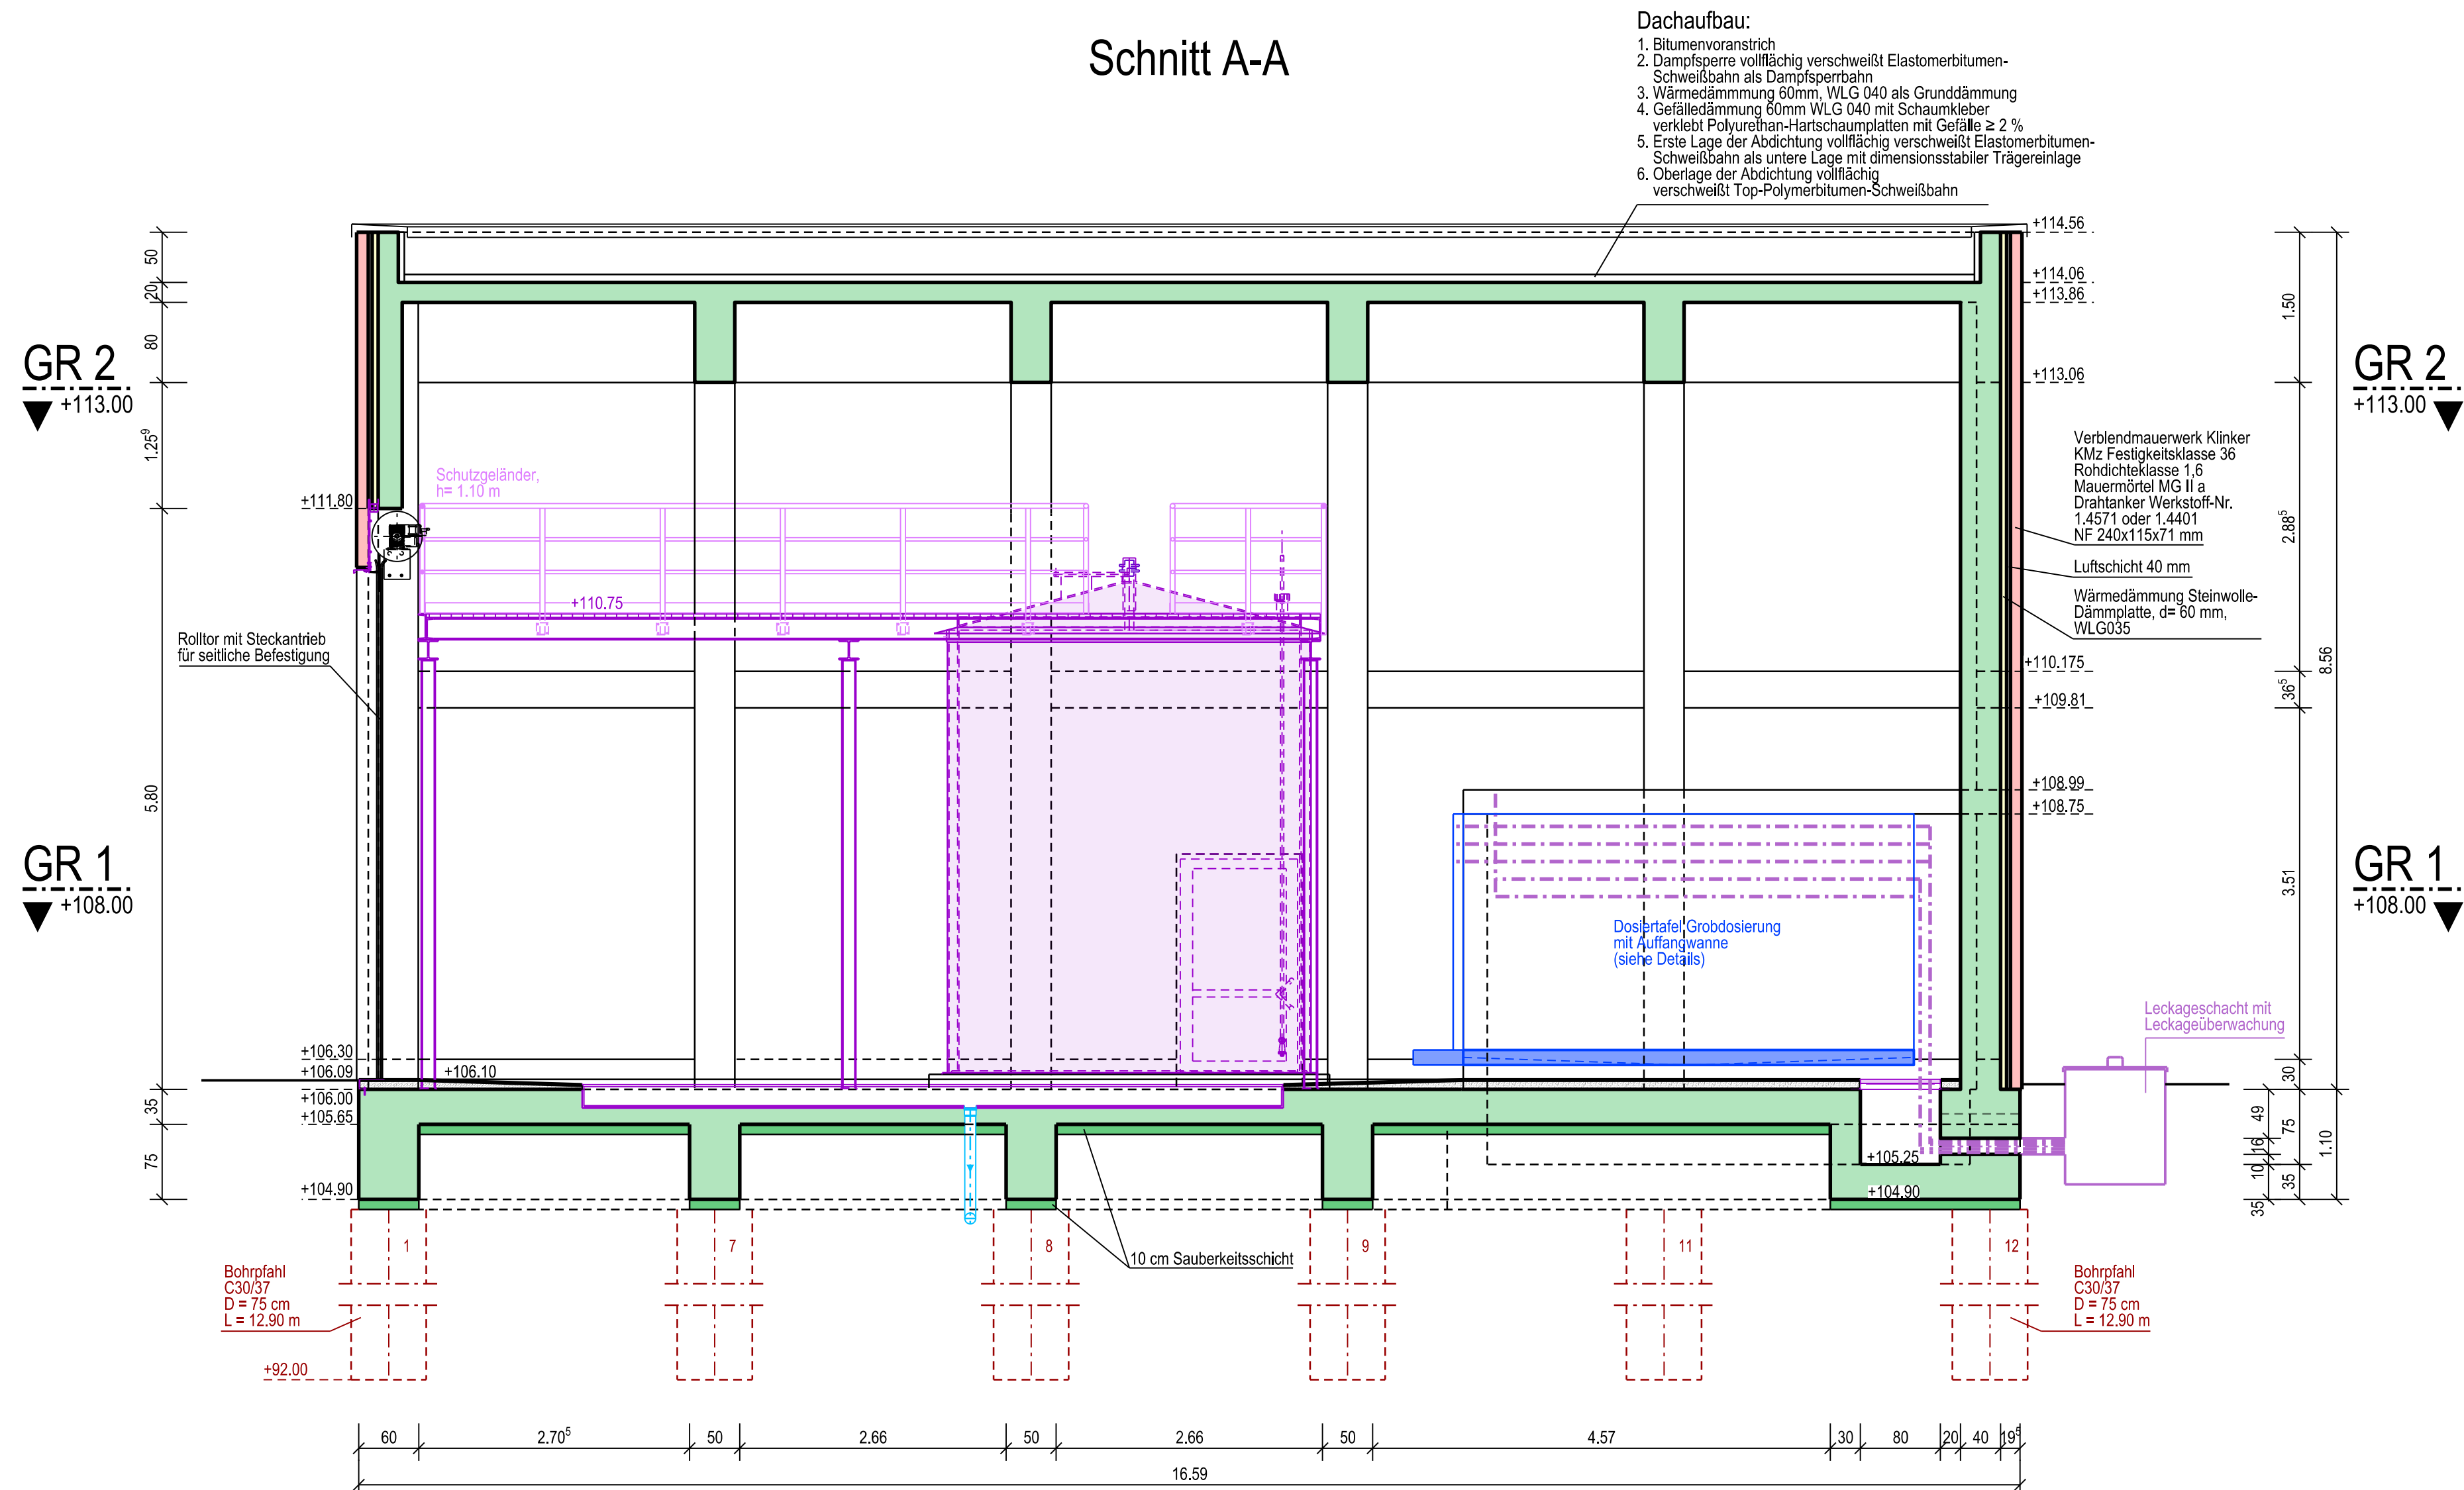 Schnitt A-A
Dachaufbau:
1. Bitumenvoranstrich
2. Dampfsperre vollflächig verschweißt Elastomerbitumen-
Schweißbahn als Dampfsperrbahn
3. Wärmedämmmung 60mm, WLG 040 als Grunddämmung
4. Gefälledämmung 60mm WLG 040 mit Schaumkleber
verklebt Polyurethan-Hartschaumplatten mit Gefälle ≥ 2 %
5. Erste Lage der Abdichtung vollflächig verschweißt Elastomerbitumen-
Schweißbahn als untere Lage mit dimensionsstabiler Trägereinlage
6. Oberlage der Abdichtung vollflächig
verschweißt Top-Polymerbitumen-Schweißbahn
50
20
80
1.25⁹
5.80
35
75
GR 2
+113.00
GR 1
+108.00
+111.80
Rolltor mit Steckantrieb
für seitliche Befestigung
+106.30
+106.09
+106.00
+105.65
+104.90
+106.10
Schutzgeländer,
h= 1.10 m
+110.75
Dosiertafel Grobdosierung
mit Auffangwanne
(siehe Details)
+105.25
+104.90
+114.56
+114.06
+113.86
+113.06
+110.175
+109.81
+108.99
+108.75
GR 2
+113.00
GR 1
+108.00
Verblendmauerwerk Klinker
KMz Festigkeitsklasse 36
Rohdichteklasse 1,6
Mauermörtel MG II a
Drahtanker Werkstoff-Nr.
1.4571 oder 1.4401
NF 240x115x71 mm
Luftschicht 40 mm
Wärmedämmung Steinwolle-
Dämmplatte, d= 60 mm,
WLG035
Leckageschacht mit
Leckageüberwachung
1.50
2.88⁵
36⁵
3.51
30
75
35
8.56
1.10
49
16
10
35
10 cm Sauberkeitsschicht
1
7
8
9
11
12
Bohrpfahl
C30/37
D = 75 cm
L = 12.90 m
+92.00
Bohrpfahl
C30/37
D = 75 cm
L = 12.90 m
60
2.70⁵
50
2.66
50
2.66
50
4.57
30
80
20
40
19⁵
16.59